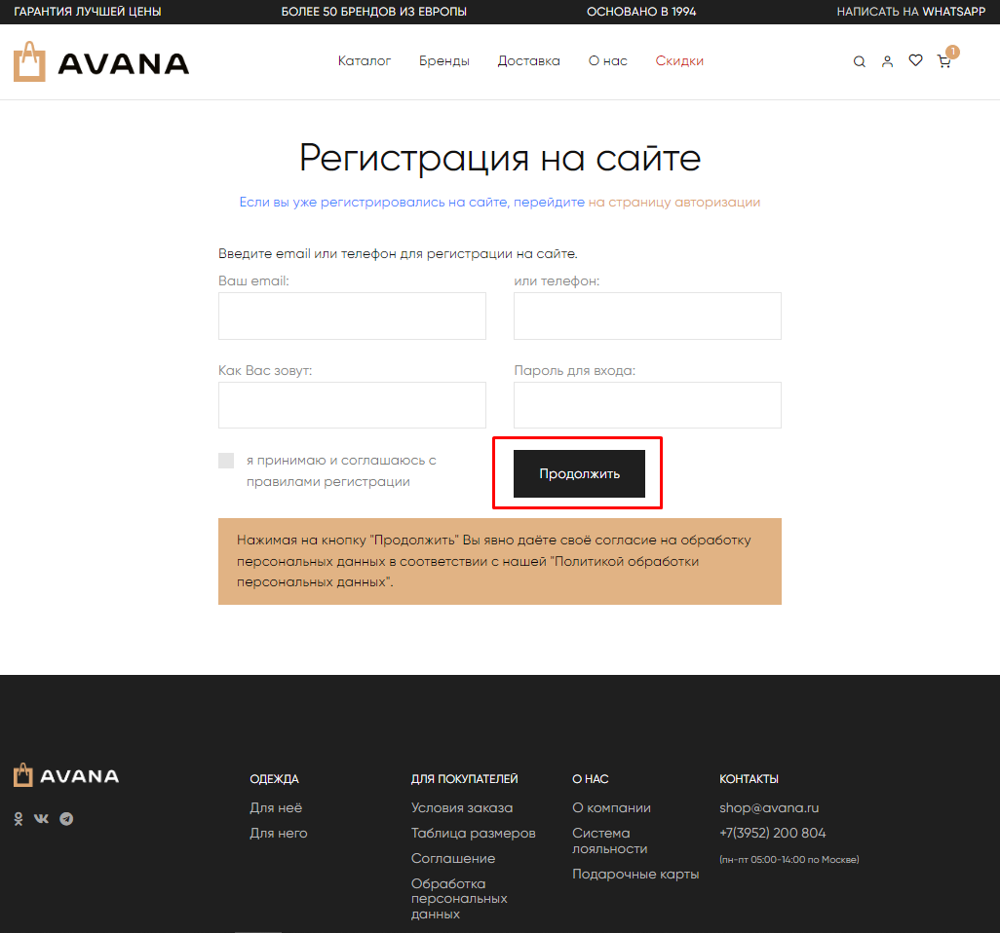 ГАРАНТИЯ ЛУЧШЕЙ ЦЕНЫ БОЛЕЕ 50 БРЕНДОВ ИЗ ЕВРОПЫ ОСНОВАНО В 1994 НАПИСАТЬ НА WHATSAPP
AVANA Каталог Бренды Доставка О нас Скидки 1
Регистрация на сайте
Если вы уже регистрировались на сайте, перейдите на страницу авторизации
Введите email или телефон для регистрации на сайте.
Ваш email: или телефон:
Как Вас зовут: Пароль для входа:
я принимаю и соглашаюсь с
правилами регистрации
Продолжить
Нажимая на кнопку "Продолжить" Вы явно даёте своё согласие на обработку
персональных данных в соответствии с нашей "Политикой обработки
персональных данных".
AVANA
ОДЕЖДА
Для неё
Для него
ДЛЯ ПОКУПАТЕЛЕЙ
Условия заказа
Таблица размеров
Соглашение
Обработка
персональных
данных
О НАС
О компании
Система
лояльности
Подарочные карты
КОНТАКТЫ
shop@avana.ru
+7(3952) 200 804
(пн-пт 05:00-14:00 по Москве)